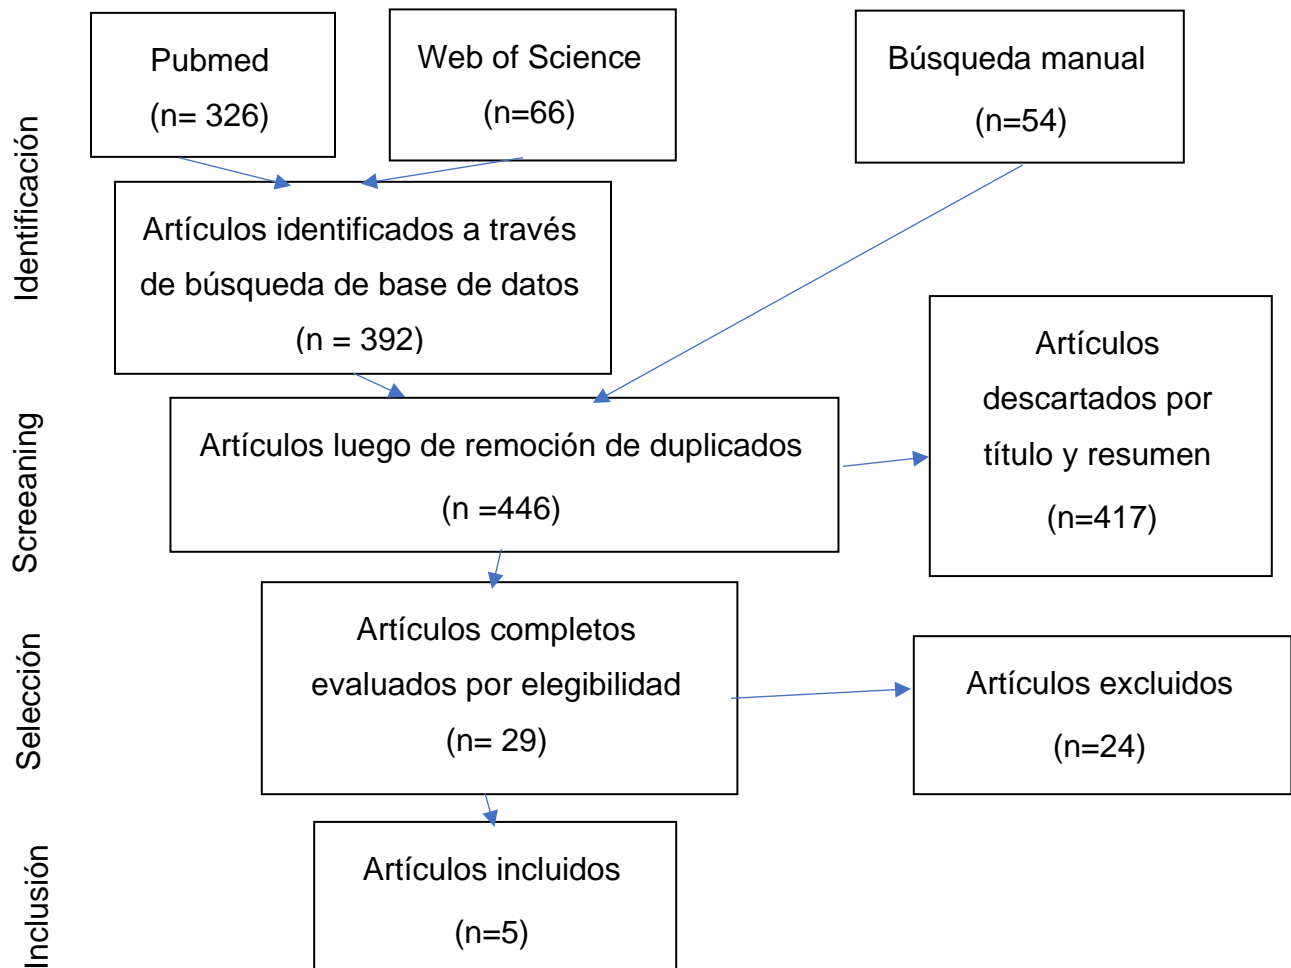 Identificación
Pubmed
(n= 326)
Web of Science
(n=66)
Búsqueda manual
(n=54)
Artículos identificados a través
de búsqueda de base de datos
(n = 392)
Screeaning
Artículos luego de remoción de duplicados
(n =446)
Artículos
descartados por
título y resumen
(n=417)
Selección
Artículos completos
evaluados por elegibilidad
(n= 29)
Artículos excluidos
(n=24)
Inclusión
Artículos incluidos
(n=5)